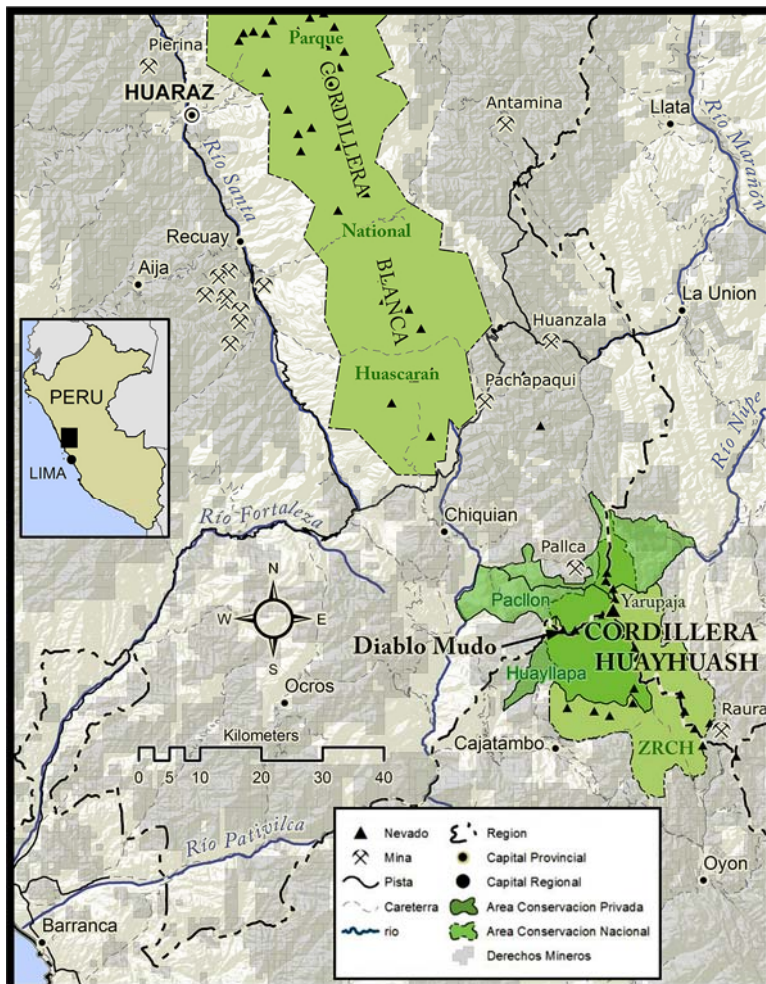 Parque
Pierina
HUARAZ
CORDILLERA
Antamina
Llata
Río Marañón
Río Santa
Recuay
National
Aija
BLANCA
La Union
Huanzala
PERU
LIMA
Huascaran
Pachapaqui
Río Nupe
Río Fortaleza
Chiquian
Pallca
N
W
E
S
Pacllon
Yarupaja
Diablo Mudo
CORDILLERA
HUAYHUASH
Huayllapa
Ocros
Raura
Kilometers
Cajatambo
ZRCH
0 5 10 20 30 40
Río Pativilca
Oyon
Barranca
Nevado
Region
Mina
Capital Provincial
Pista
Capital Regional
Careterra
Area Conservacion Privada
rio
Area Conservacion Nacional
Derechos Mineros